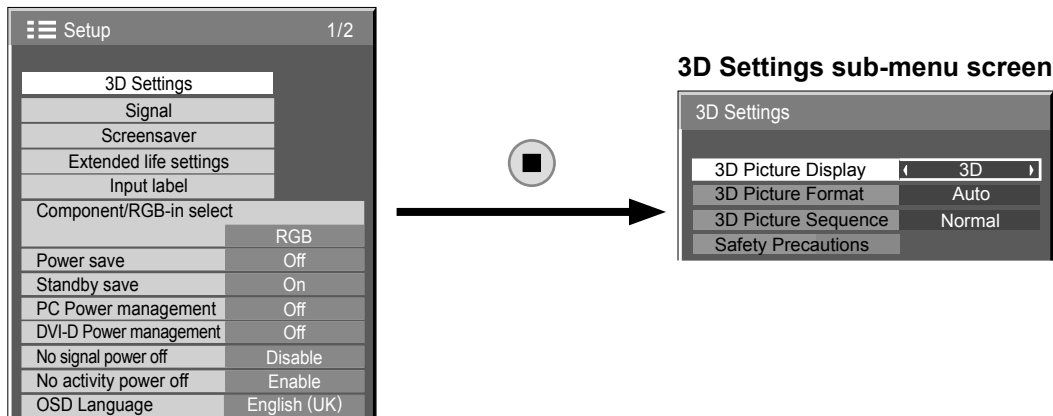 Setup 1/2
3D Settings
Signal
Screensaver
Extended life settings
Input label
Component/RGB-in select
RGB
Power save Off
Standby save On
PC Power management Off
DVI-D Power management Off
No signal power off Disable
No activity power off Enable
OSD Language English (UK)
3D Settings sub-menu screen
3D Settings
3D Picture Display 3D
3D Picture Format Auto
3D Picture Sequence Normal
Safety Precautions